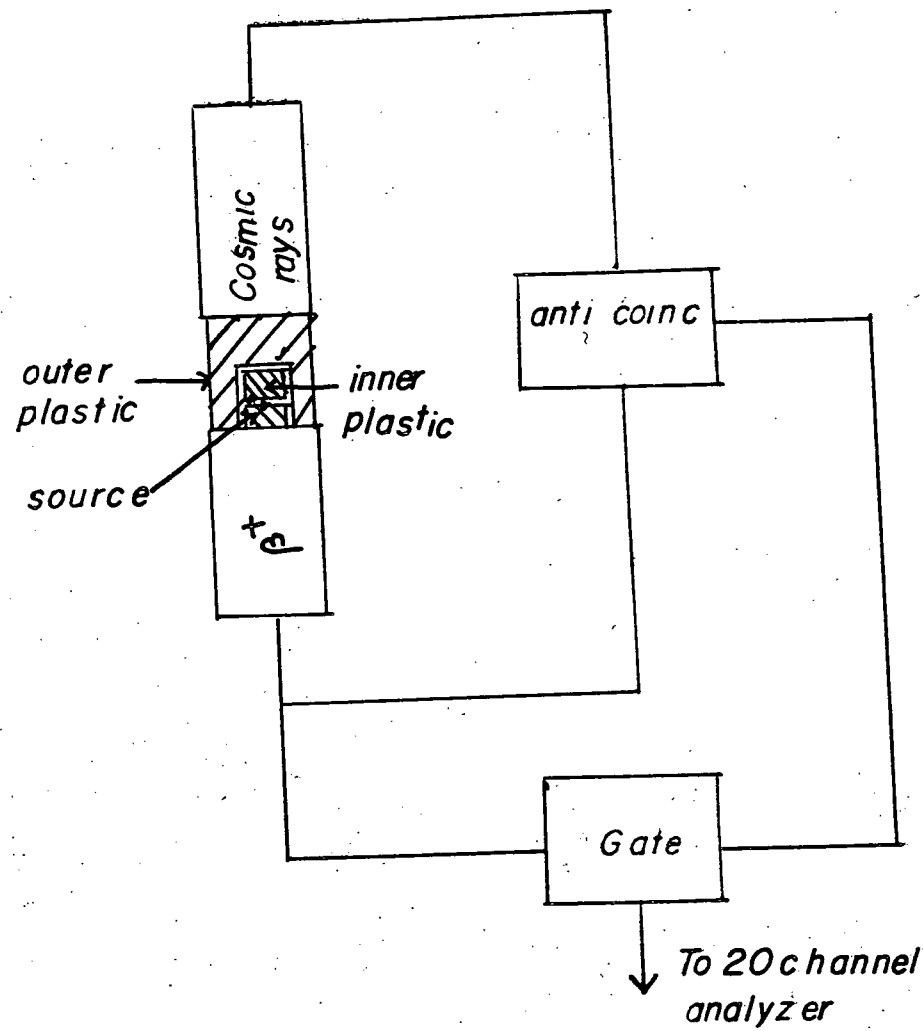 Cosmic
rays
anti coinc
outer
plastic
inner
plastic
source
β+
Gate
To 20 channel
analyzer